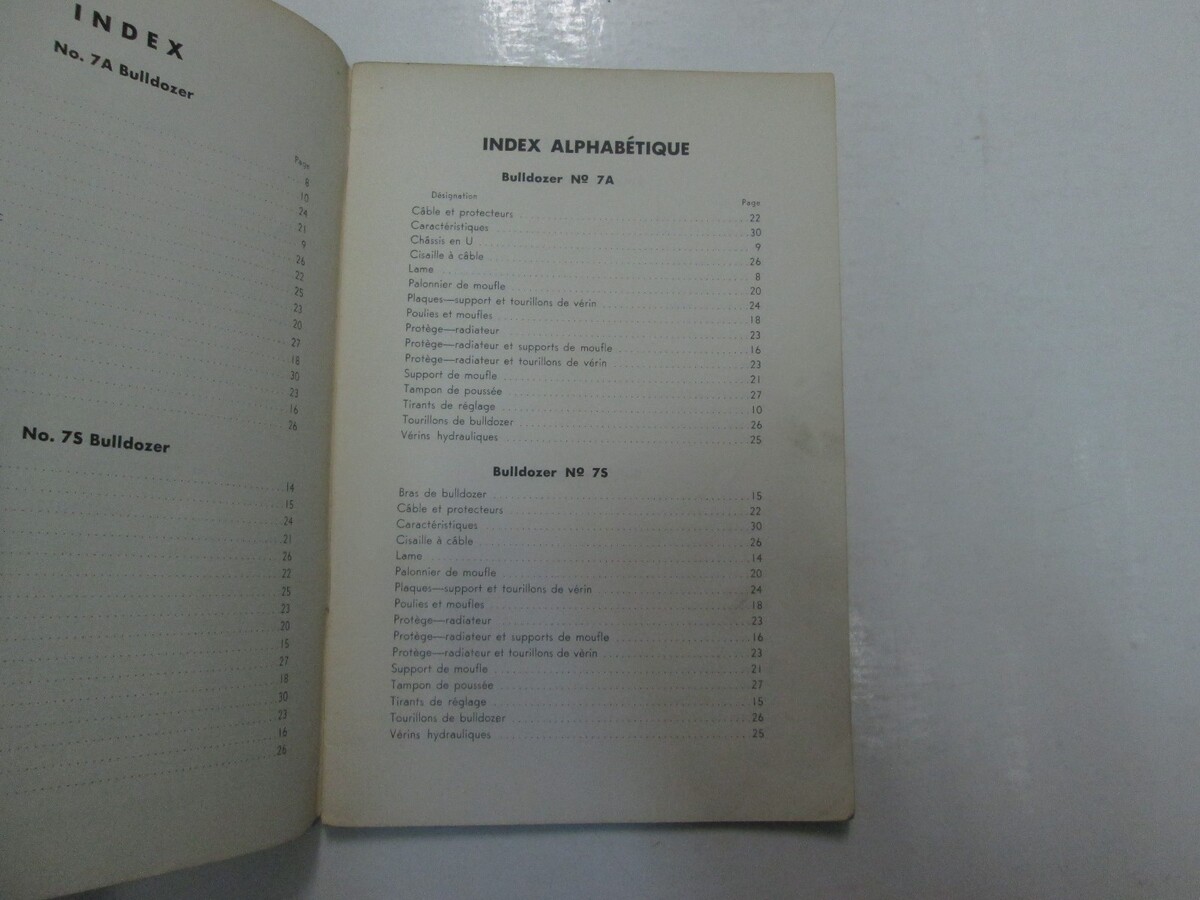 INDEX
No. 7A Bulldozer
Page
8
10
24
21
9
26
22
25
23
20
27
18
30
23
16
26
No. 7S Bulldozer
14
15
24
21
26
22
25
23
20
15
27
18
30
23
16
26
INDEX ALPHABÉTIQUE
Bulldozer Nº 7A
Désignation Page
Câble et protecteurs 22
Caractéristiques 30
Châssis en U 9
Cisaille à câble 26
Lame 8
Palonnier de moufle 20
Plaques—support et tourillons de vérin 24
Poulies et moufles 18
Protège—radiateur 23
Protège—radiateur et supports de moufle 16
Protège—radiateur et tourillons de vérin 23
Support de moufle 21
Tampon de poussée 27
Tirants de réglage 10
Tourillons de bulldozer 26
Vérins hydrauliques 25
Bulldozer Nº 7S
Bras de bulldozer 15
Câble et protecteurs 22
Caractéristiques 30
Cisaille à câble 26
Lame 14
Palonnier de moufle 20
Plaques—support et tourillons de vérin 24
Poulies et moufles 18
Protège—radiateur 23
Protège—radiateur et supports de moufle 16
Protège—radiateur et tourillons de vérin 23
Support de moufle 21
Tampon de poussée 27
Tirants de réglage 15
Tourillons de bulldozer 26
Vérins hydrauliques 25